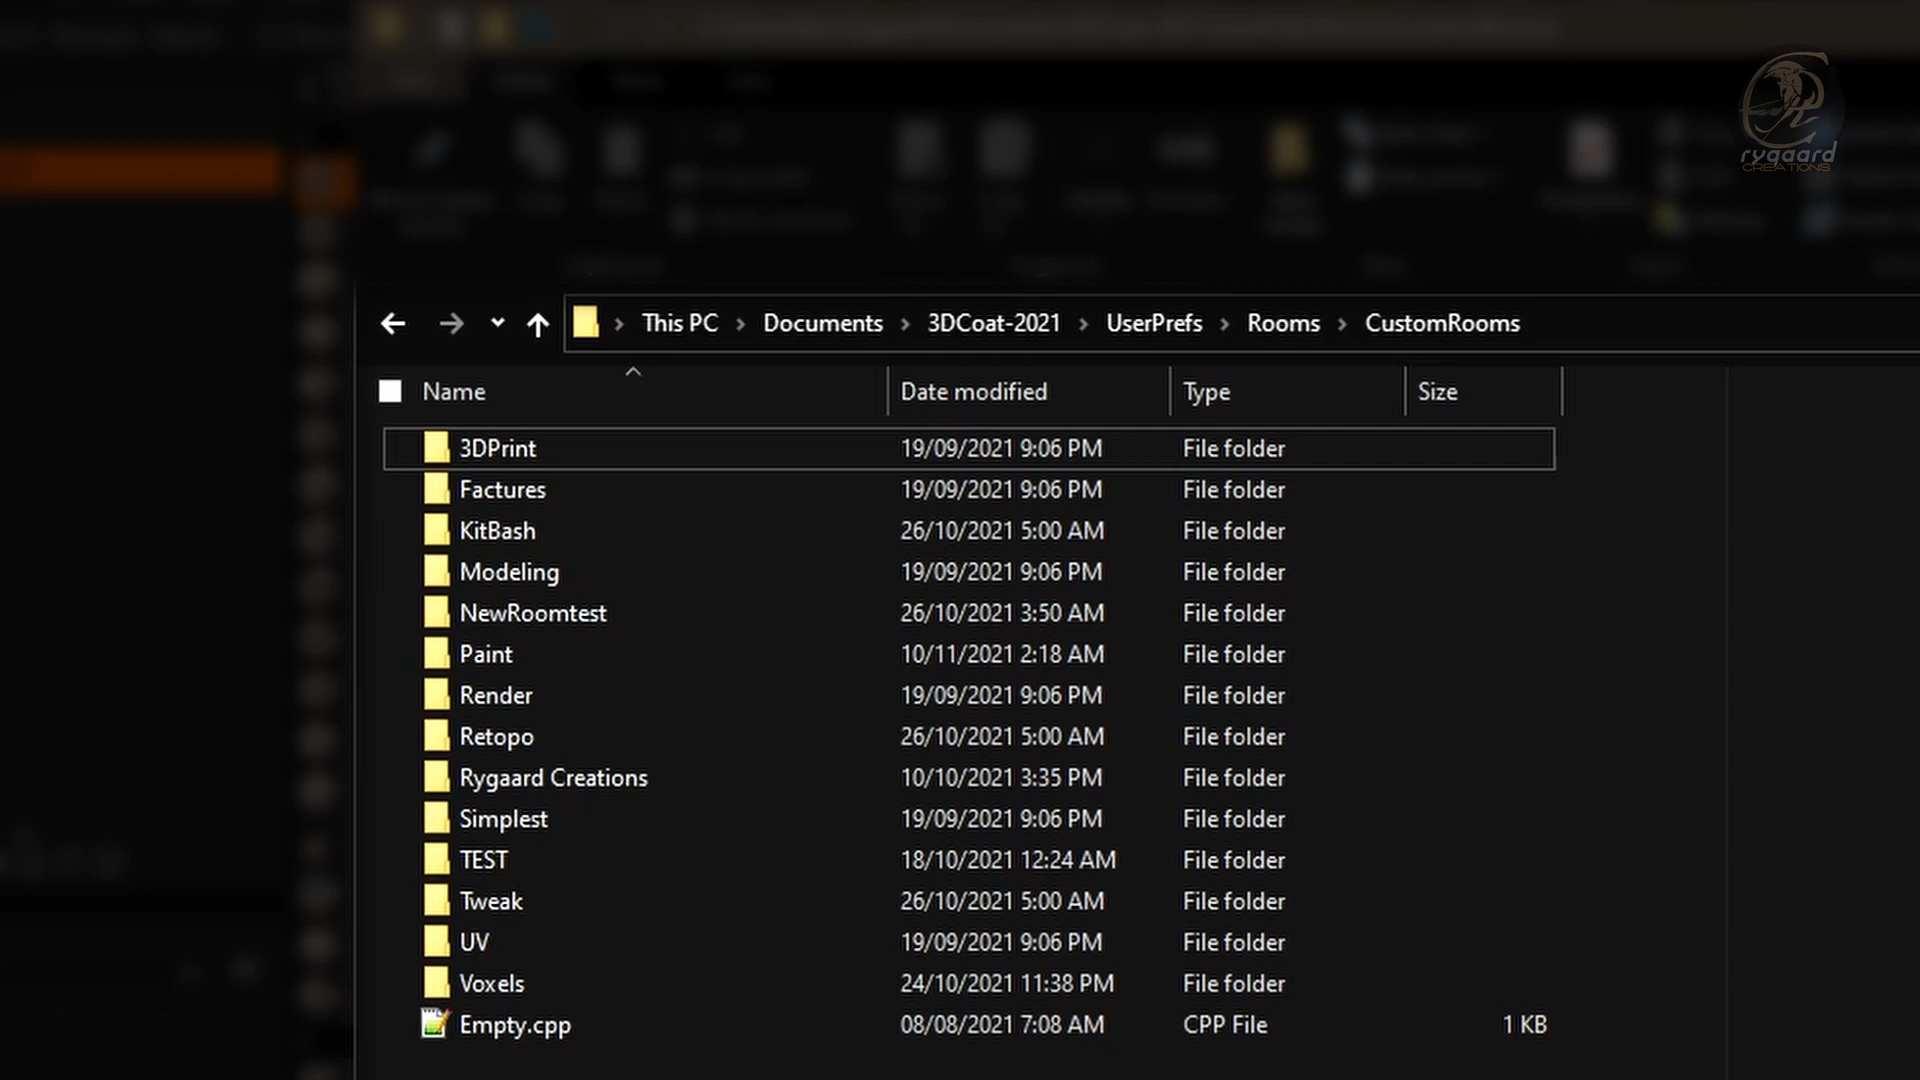 rygaard
CREATIONS
This PC > Documents > 3DCoat-2021 > UserPrefs > Rooms > CustomRooms
Name Date modified Type Size
3DPrint 19/09/2021 9:06 PM File folder
Factures 19/09/2021 9:06 PM File folder
KitBash 26/10/2021 5:00 AM File folder
Modeling 19/09/2021 9:06 PM File folder
NewRoomtest 26/10/2021 3:50 AM File folder
Paint 10/11/2021 2:18 AM File folder
Render 19/09/2021 9:06 PM File folder
Retopo 26/10/2021 5:00 AM File folder
Rygaard Creations 10/10/2021 3:35 PM File folder
Simplest 19/09/2021 9:06 PM File folder
TEST 18/10/2021 12:24 AM File folder
Tweak 26/10/2021 5:00 AM File folder
UV 19/09/2021 9:06 PM File folder
Voxels 24/10/2021 11:38 PM File folder
Empty.cpp 08/08/2021 7:08 AM CPP File 1 KB